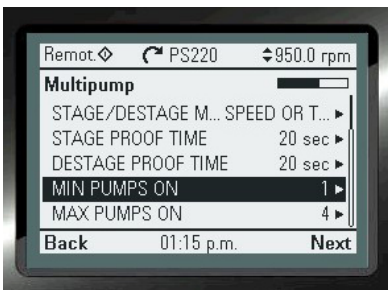 Remot. PS220 950.0 rpm
Multipump
STAGE/DESTAGE M... SPEED OR T...
STAGE PROOF TIME 20 sec
DESTAGE PROOF TIME 20 sec
MIN PUMPS ON 1
MAX PUMPS ON 4
Back 01:15 p.m. Next